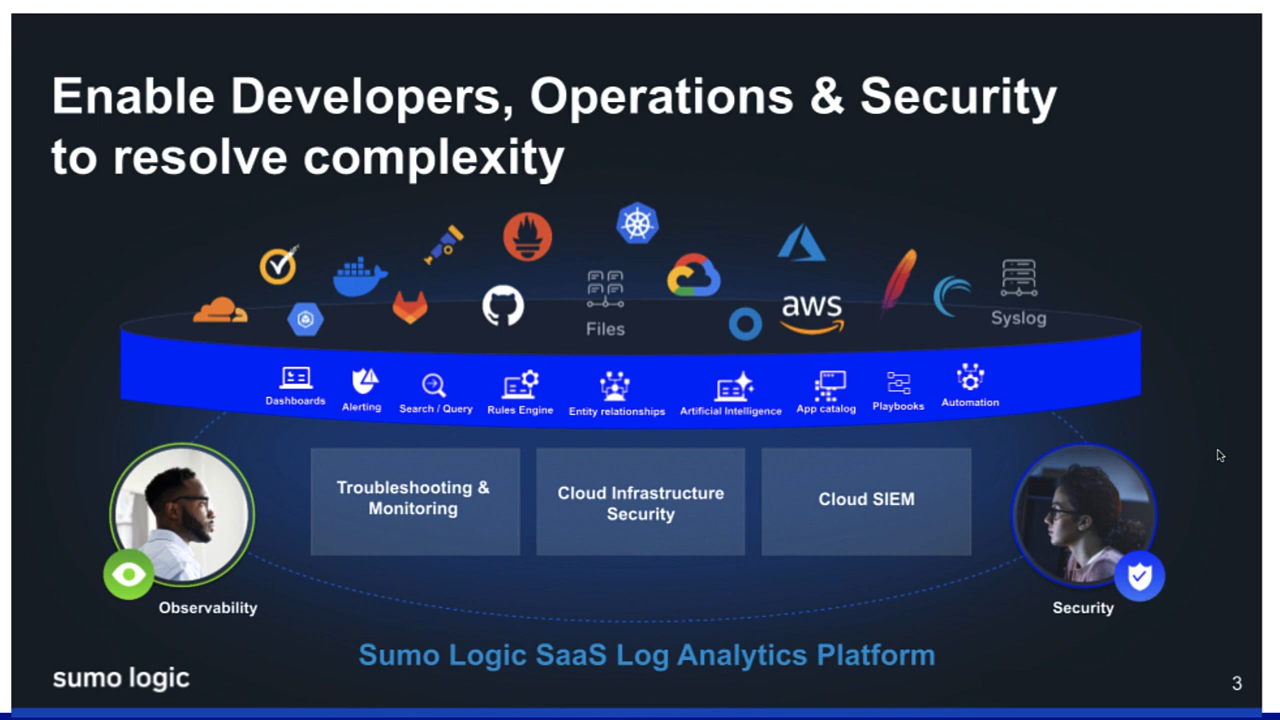 Enable Developers, Operations & Security
to resolve complexity
aws
Files
Syslog
Dashboards
Alerting
Search / Query
Rules Engine
Entity relationships
Artificial Intelligence
App catalog
Playbooks
Automation
Troubleshooting &
Monitoring
Cloud Infrastructure
Security
Cloud SIEM
Observability
Security
Sumo Logic SaaS Log Analytics Platform
sumo logic
3